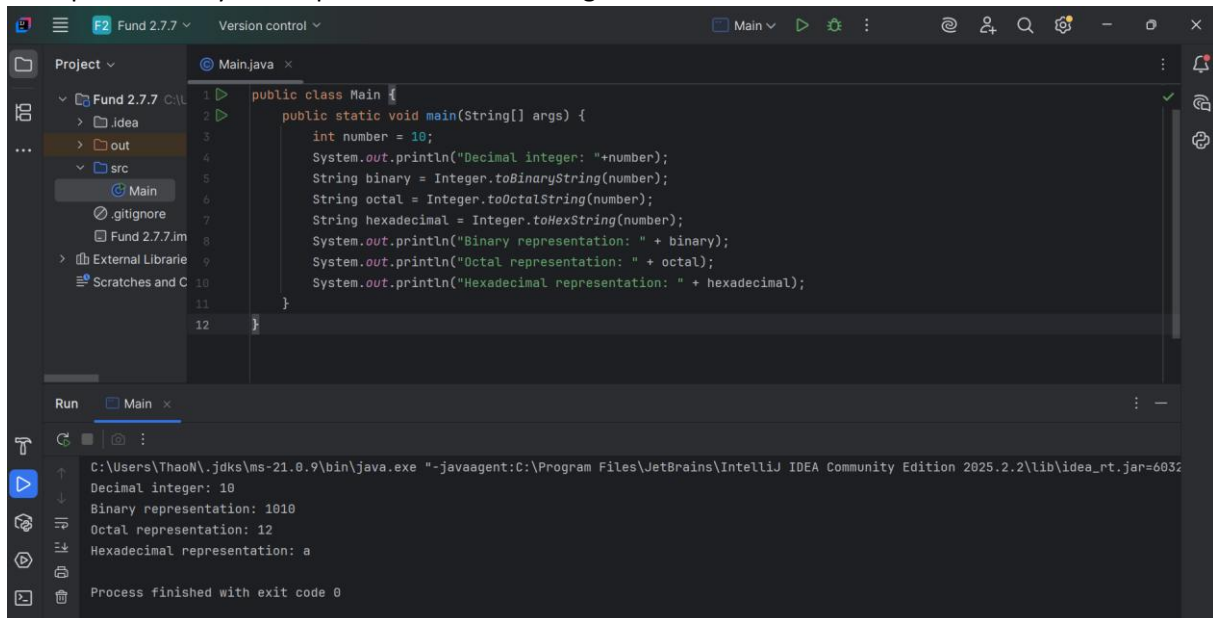 F2 Fund 2.7.7 Version control Main
Project
Main.java
Fund 2.7.7 C:\U
.idea
out
src
Main
.gitignore
Fund 2.7.7.im
External Librarie
Scratches and C
1 public class Main {
2 public static void main(String[] args) {
3 int number = 10;
4 System.out.println("Decimal integer: "+number);
5 String binary = Integer.toBinaryString(number);
6 String octal = Integer.toOctalString(number);
7 String hexadecimal = Integer.toHexString(number);
8 System.out.println("Binary representation: " + binary);
9 System.out.println("Octal representation: " + octal);
10 System.out.println("Hexadecimal representation: " + hexadecimal);
11 }
12 }
Run Main
C:\Users\ThaoN\.jdks\ms-21.0.9\bin\java.exe "-javaagent:C:\Program Files\JetBrains\IntelliJ IDEA Community Edition 2025.2.2\lib\idea_rt.jar=6032
Decimal integer: 10
Binary representation: 1010
Octal representation: 12
Hexadecimal representation: a
Process finished with exit code 0